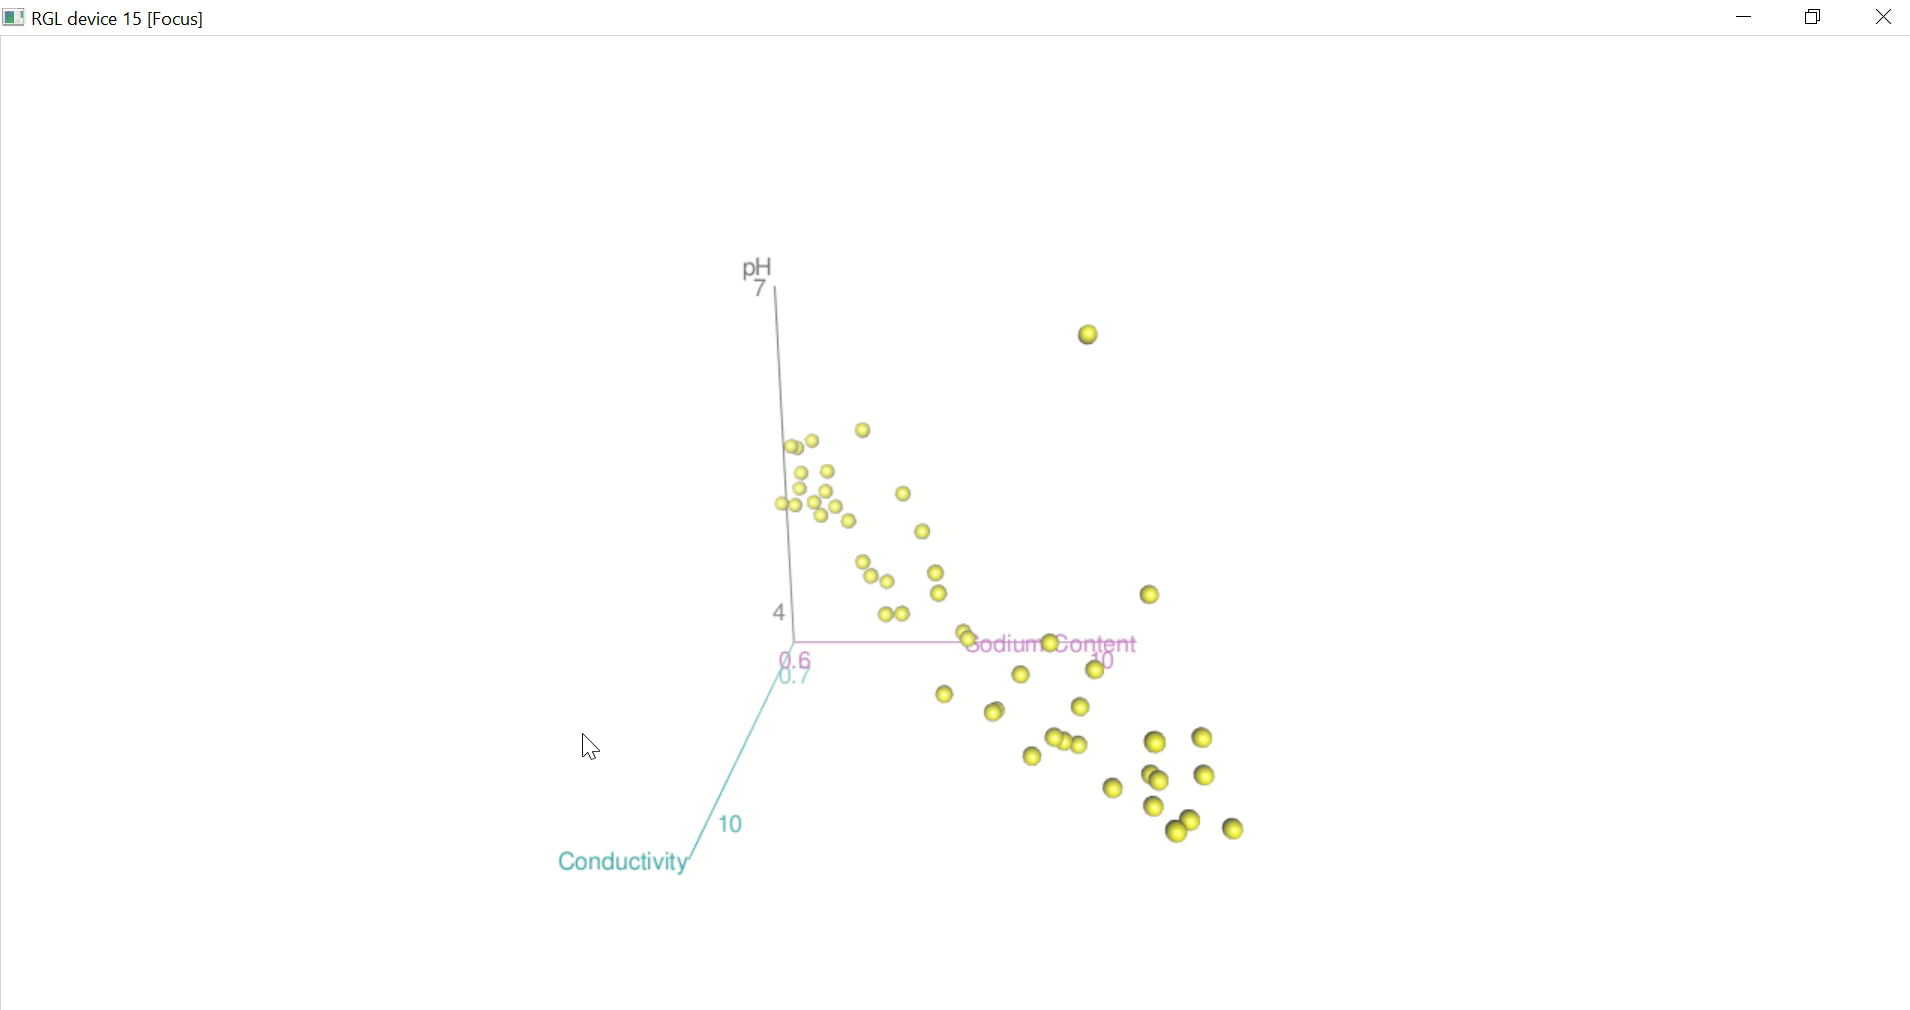 RGL device 15 [Focus]
pH
7
4
Sodium Content
0.6
10
0.7
10
Conductivity